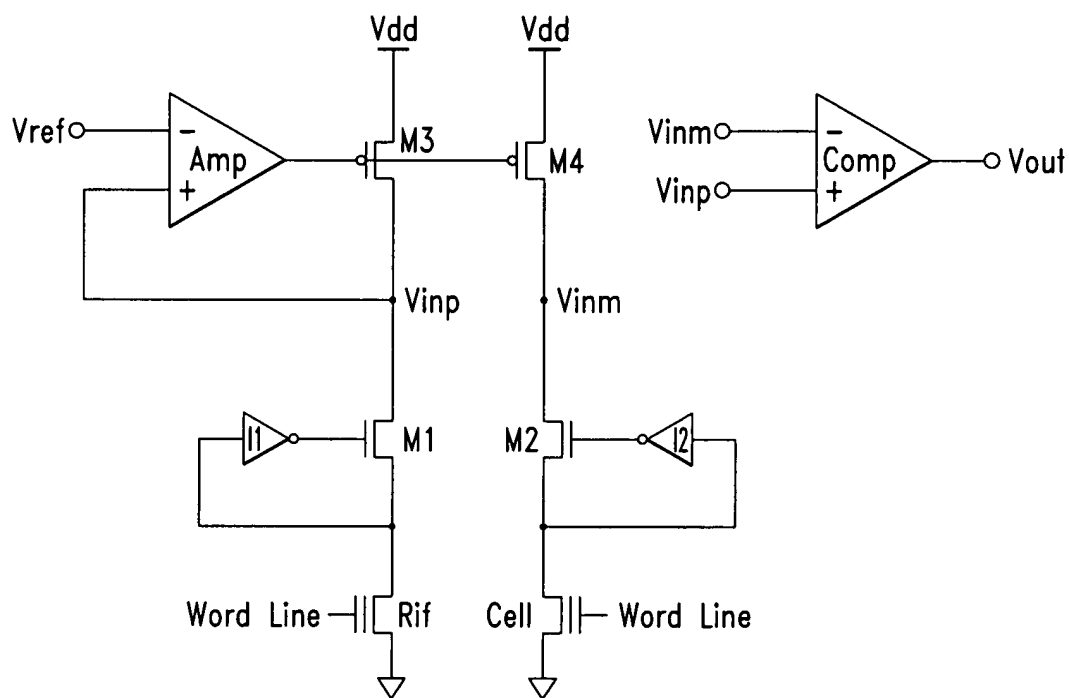 Vdd
Vdd
Vref
-
Amp
+
M3
M4
Vinm
-
Comp
Vinp
+
Vout
Vinp
Vinm
I1
M1
M2
I2
Word Line
Rif
Cell
Word Line